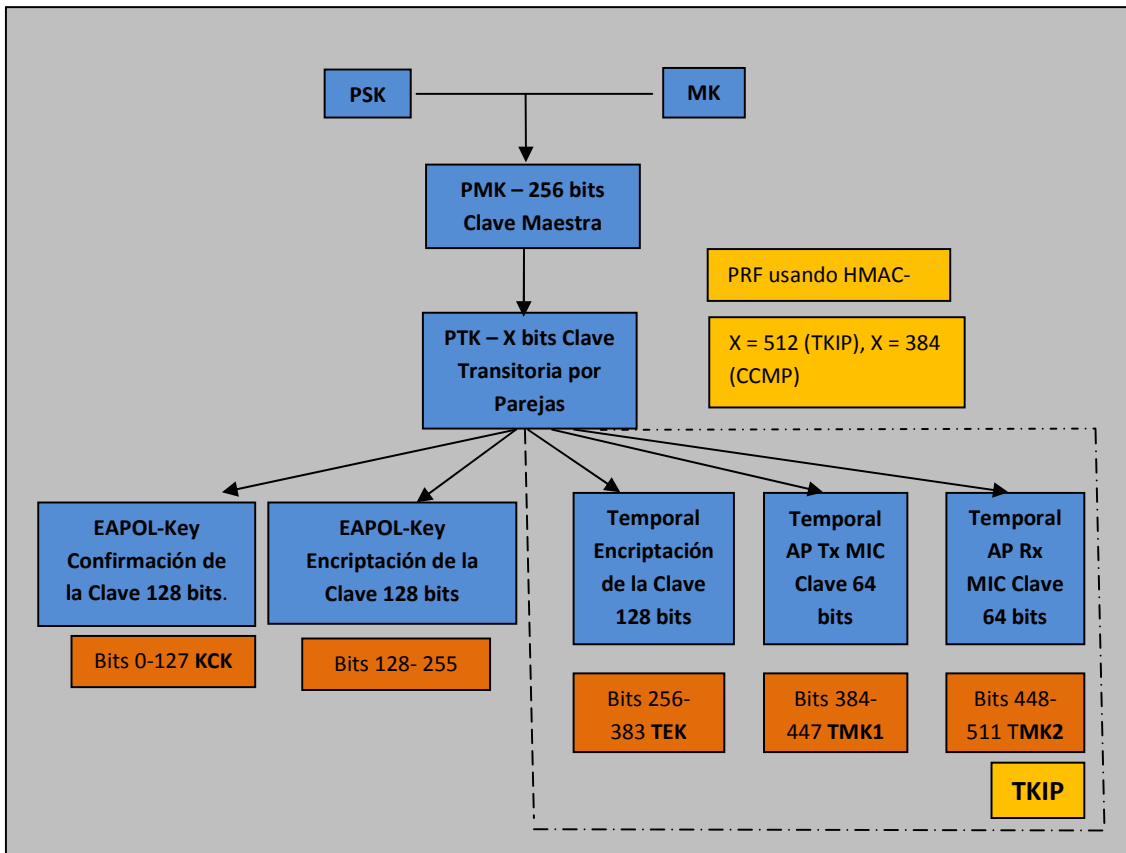 PSK
MK
PMK – 256 bits
Clave Maestra
PRF usando HMAC-
PTK – X bits Clave
Transitoria por
Parejas
X = 512 (TKIP), X = 384
(CCMP)
EAPOL-Key
Confirmación de
la Clave 128 bits.
EAPOL-Key
Encriptación de la
Clave 128 bits
Temporal
Encriptación
de la Clave
128 bits
Temporal
AP Tx MIC
Clave 64
bits
Temporal
AP Rx
MIC Clave
64 bits
Bits 0-127 KCK
Bits 128- 255
Bits 256-
383 TEK
Bits 384-
447 TMK1
Bits 448-
511 TMK2
TKIP